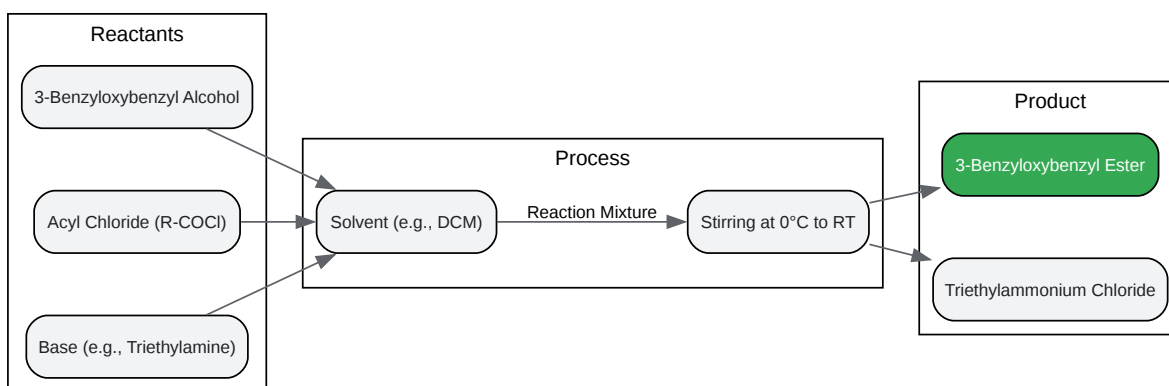 Reactants
3-Benzyloxybenzyl Alcohol
Acyl Chloride (R-COCl)
Base (e.g., Triethylamine)
Process
Solvent (e.g., DCM)
Reaction Mixture
Stirring at 0°C to RT
Product
3-Benzyloxybenzyl Ester
Triethylammonium Chloride